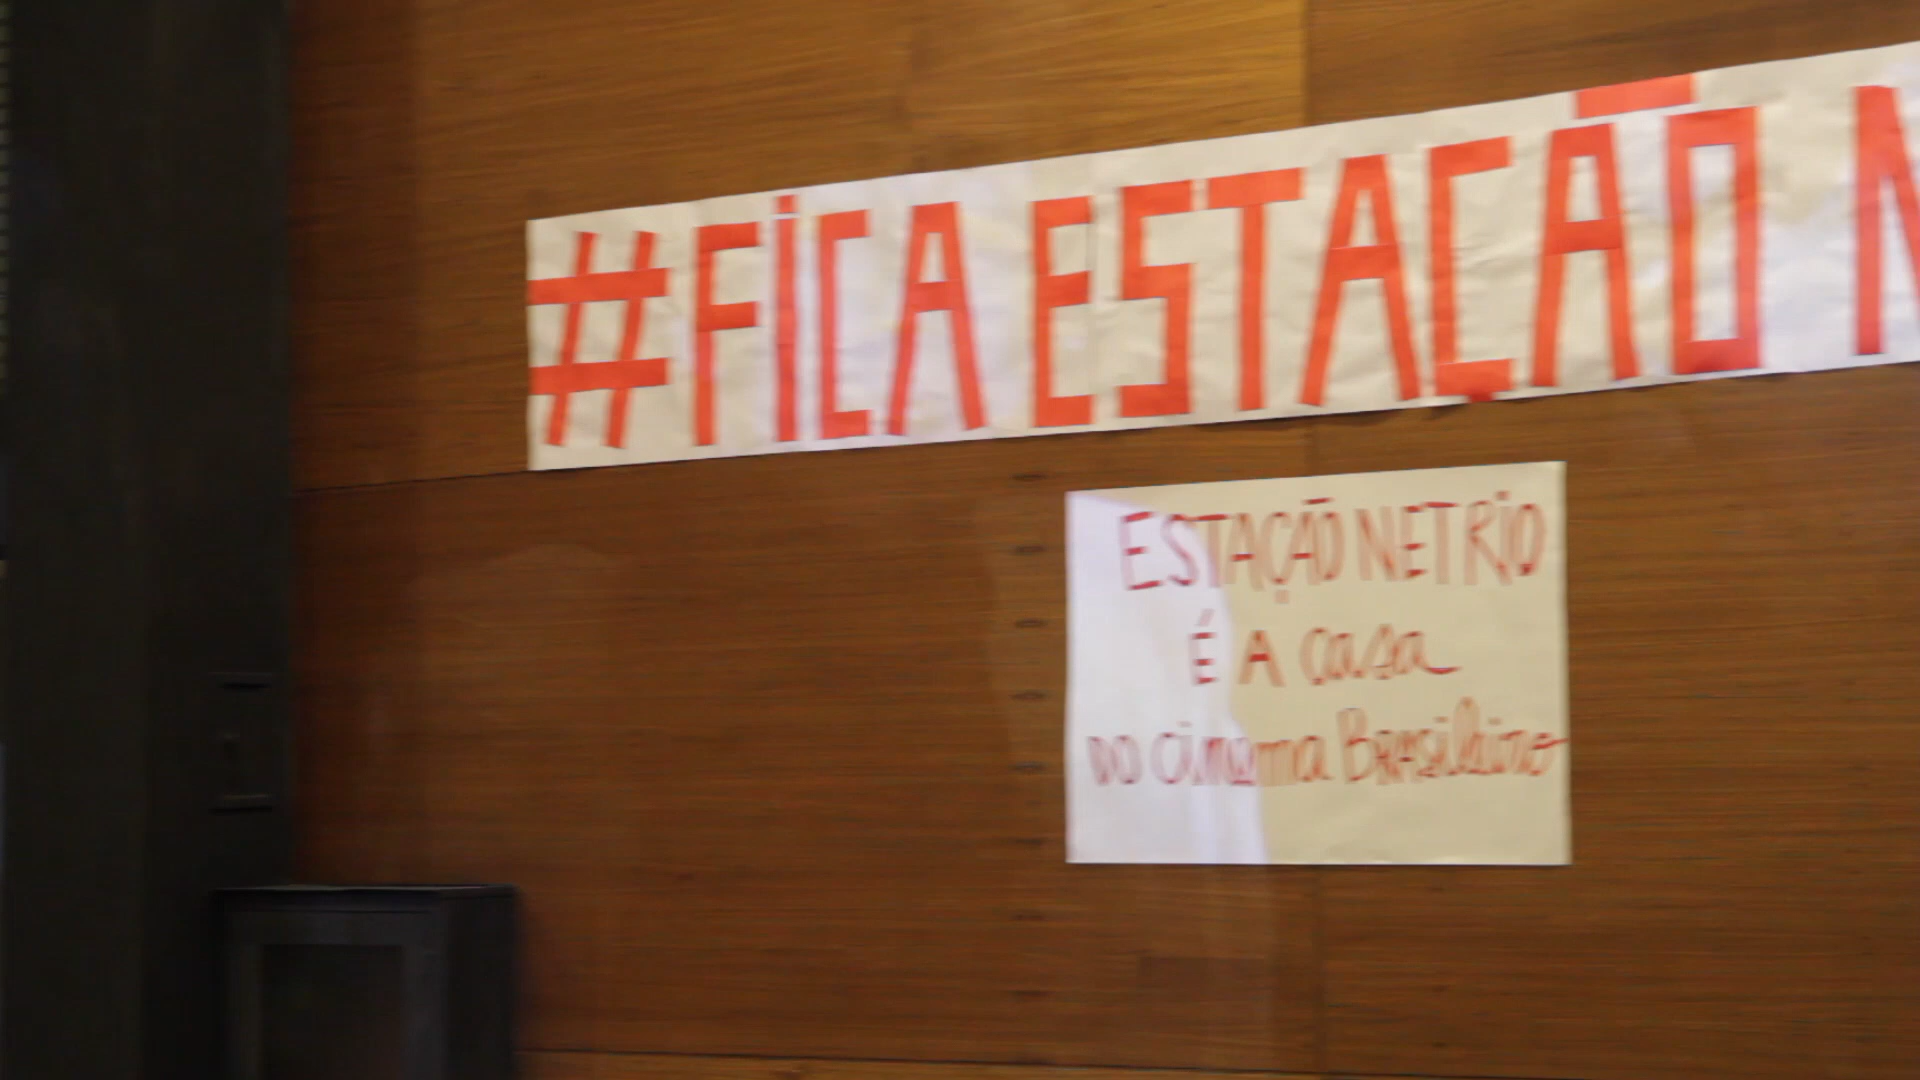 #FiCA ESTAÇÃO N
ESTAÇÃO NET RiO
É A casa
DO cinema BRASileiro